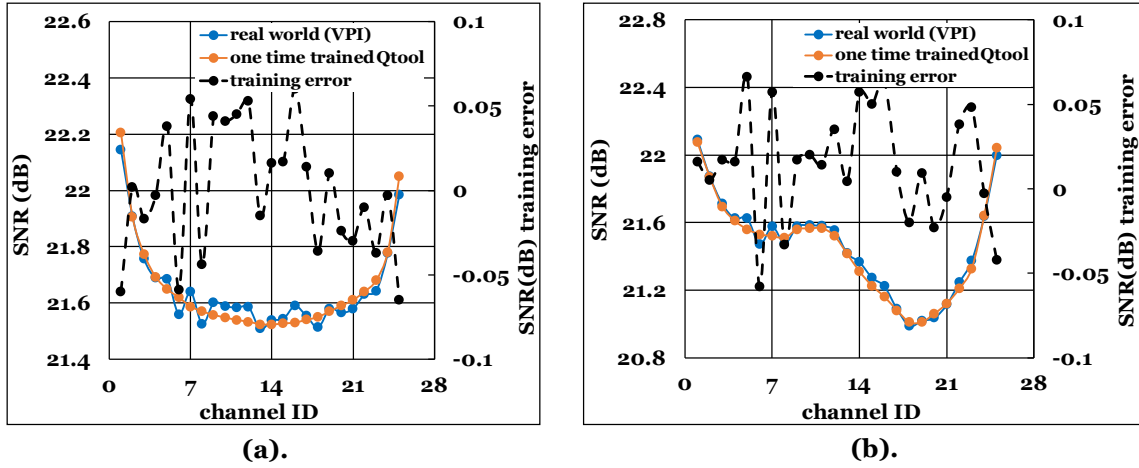 22.6
22.4
22.2
22
21.8
21.6
21.4
SNR (dB)
0.1
0.05
0
-0.05
-0.1
SNR(dB) training error
real world (VPI)
one time trained Qtool
training error
0 7 14 21 28
channel ID
(a).
22.8
22.4
22
21.6
21.2
20.8
SNR (dB)
0.1
0.05
0
-0.05
-0.1
SNR(dB) training error
real world (VPI)
one time trained Qtool
training error
0 7 14 21 28
channel ID
(b).